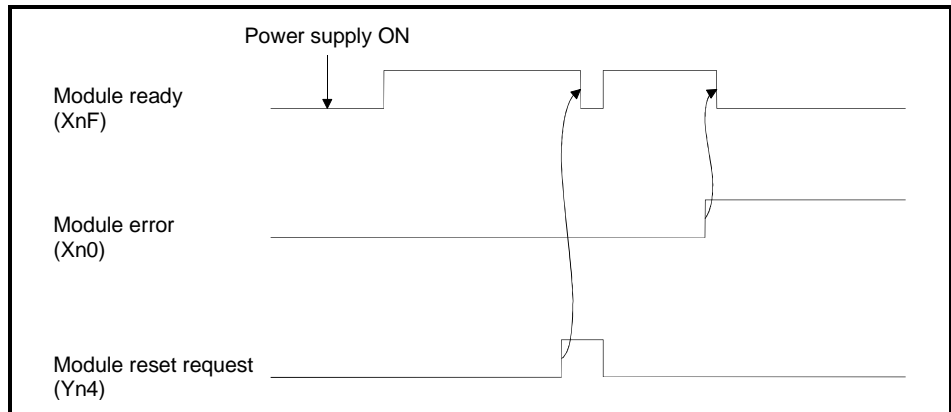 Power supply ON
Module ready
(XnF)
Module error
(Xn0)
Module reset request
(Yn4)